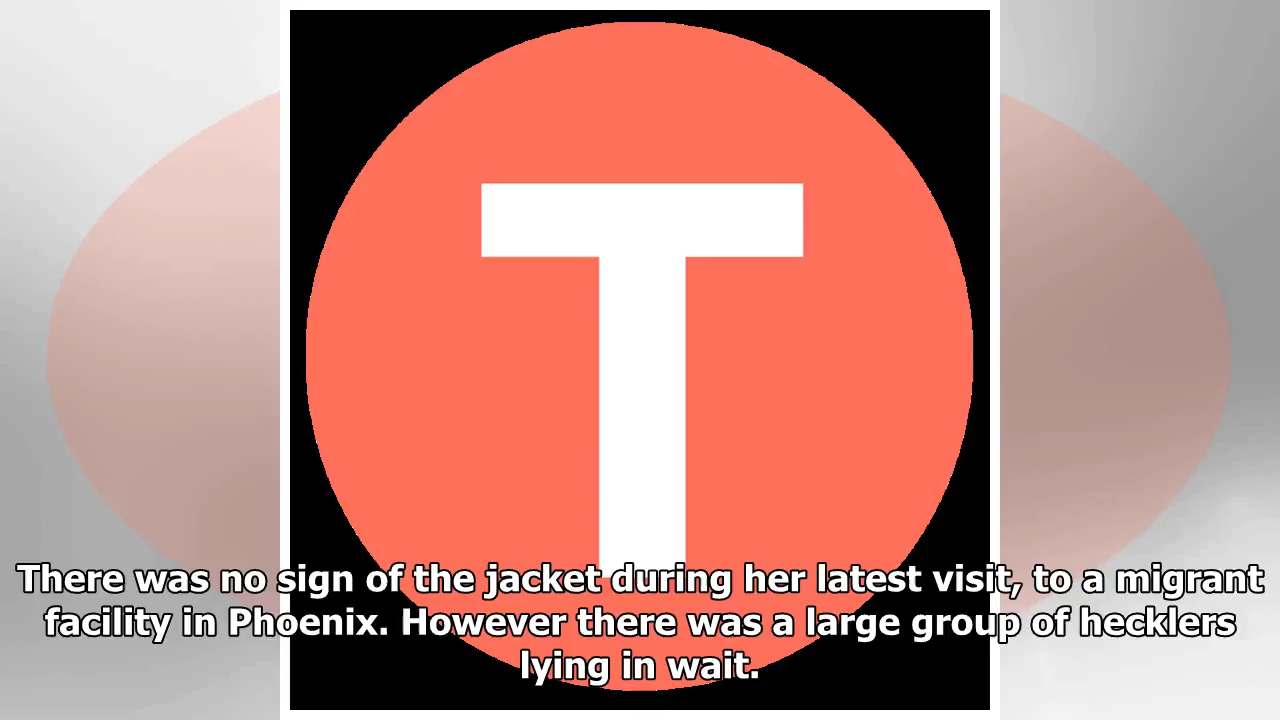 T
There was no sign of the jacket during her latest visit, to a migrant
facility in Phoenix. However there was a large group of hecklers
lying in wait.